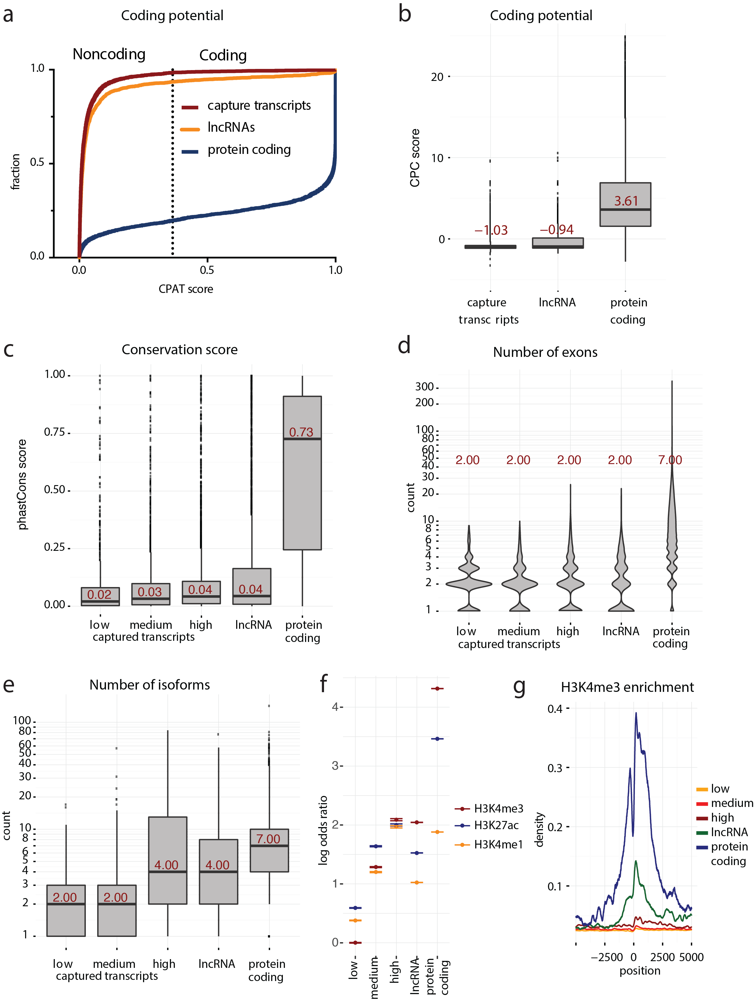 a
Coding potential
Noncoding
Coding
1.0
0.5
0.0
fraction
capture transcripts
lncRNAs
protein coding
0.0
0.5
1.0
CPAT score
b
Coding potential
20
10
0
CPC score
−1.03
−0.94
3.61
capture
transc ripts
lncRNA
protein
coding
c
Conservation score
1.00
0.75
0.50
0.25
0.00
phastCons score
0.02
0.03
0.04
0.04
0.73
low
medium
high
lncRNA
protein
coding
captured transcripts
d
Number of exons
300
200
100
80
60
50
40
30
20
10
8
6
5
4
3
2
1
count
2.00
2.00
2.00
2.00
7.00
low
medium
high
lncRNA
protein
coding
captured transcripts
e
Number of isoforms
100
80
60
50
40
30
20
10
8
6
5
4
3
2
1
count
2.00
2.00
4.00
4.00
7.00
low
medium
high
lncRNA
protein
coding
captured transcripts
f
4
3
2
1
0
log odds ratio
H3K4me3
H3K27ac
H3K4me1
low
medium
high
lncRNA
protein
coding
g
H3K4me3 enrichment
0.4
0.3
0.2
0.1
density
low
medium
high
lncRNA
protein
coding
−2500
0
2500
5000
position